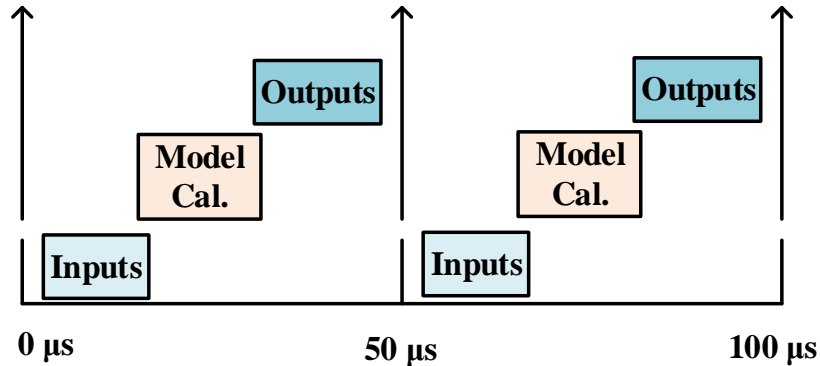 Outputs
Outputs
Model
Cal.
Model
Cal.
Inputs
Inputs
0 μs
50 μs
100 μs